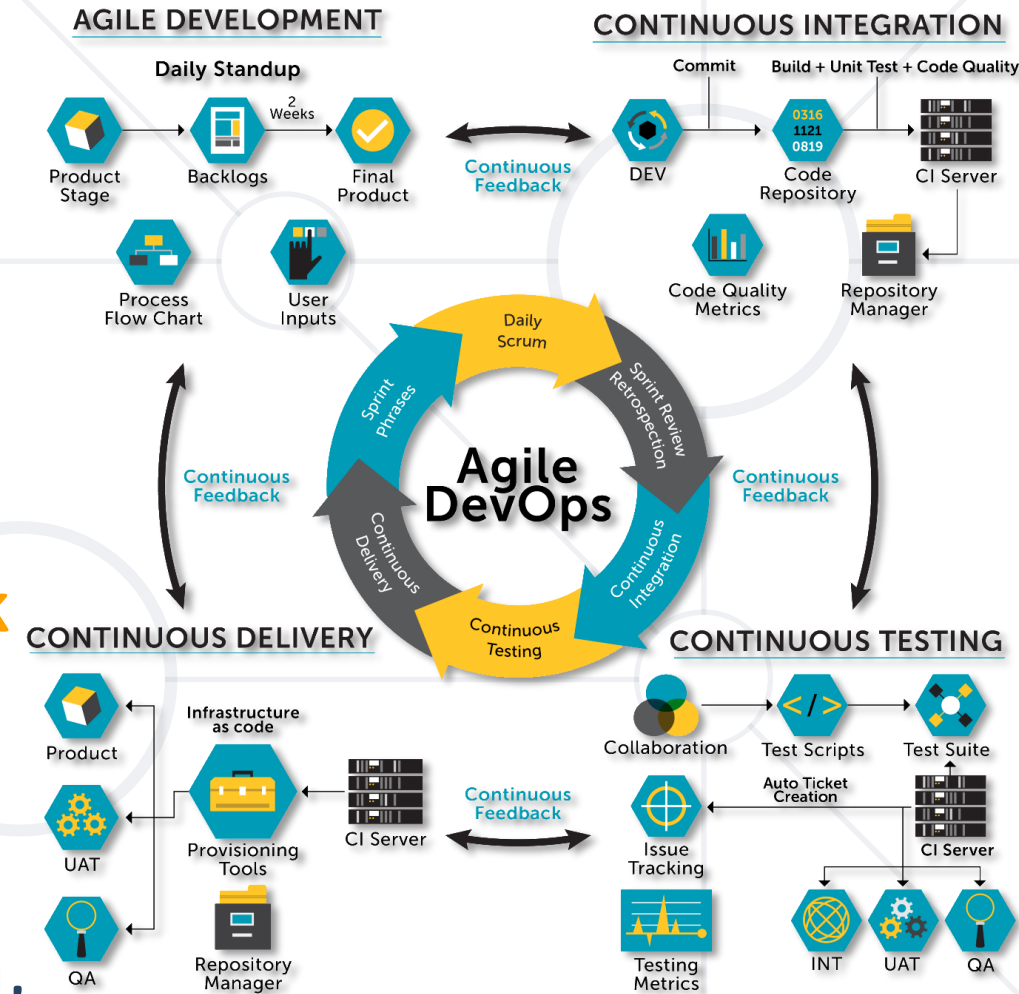 AGILE DEVELOPMENT
Daily Standup
2
Weeks
Product
Stage
Backlogs
Final
Product
Process
Flow Chart
User
Inputs
Continuous
Feedback
CONTINUOUS INTEGRATION
Commit
Build + Unit Test + Code Quality
0316
1121
0819
DEV
Code
Repository
CI Server
Code Quality
Metrics
Repository
Manager
Daily
Scrum
Sprint Review
Retrospection
Continuous
Integration
Continuous
Testing
Continuous
Delivery
Sprint
Phrases
Agile
DevOps
Continuous
Feedback
Continuous
Feedback
CONTINUOUS DELIVERY
Product
UAT
QA
Infrastructure
as code
Provisioning
Tools
CI Server
Repository
Manager
Continuous
Feedback
CONTINUOUS TESTING
Collaboration
< / >
Test Scripts
Test Suite
Auto Ticket
Creation
Issue
Tracking
CI Server
Testing
Metrics
INT
UAT
QA